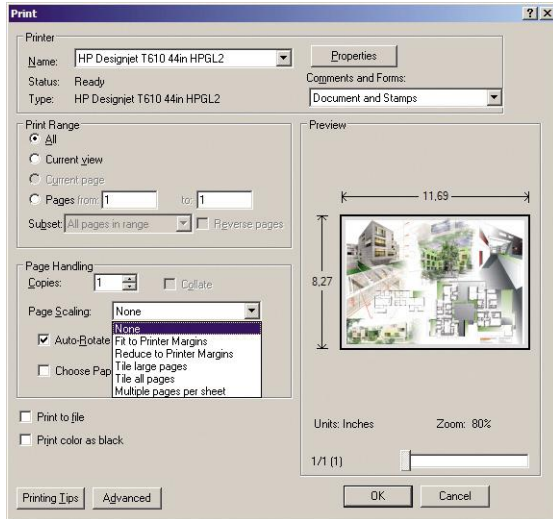 Print
Printer
Name: HP Designjet T610 44in HPGL2
Properties
Status: Ready
Comments and Forms:
Type: HP Designjet T610 44in HPGL2
Document and Stamps
Print Range
All
Current view
Current page
Pages from: 1 to: 1
Subset: All pages in range Reverse pages
Page Handling
Copies: 1 Collate
Page Scaling: None
None
Auto-Rotate
Fit to Printer Margins
Reduce to Printer Margins
Tile large pages
Choose Pap
Tile all pages
Multiple pages per sheet
Print to file
Print color as black
Preview
11,69
8,27
Units: Inches Zoom: 80%
1/1 (1)
Printing Tips Advanced OK Cancel